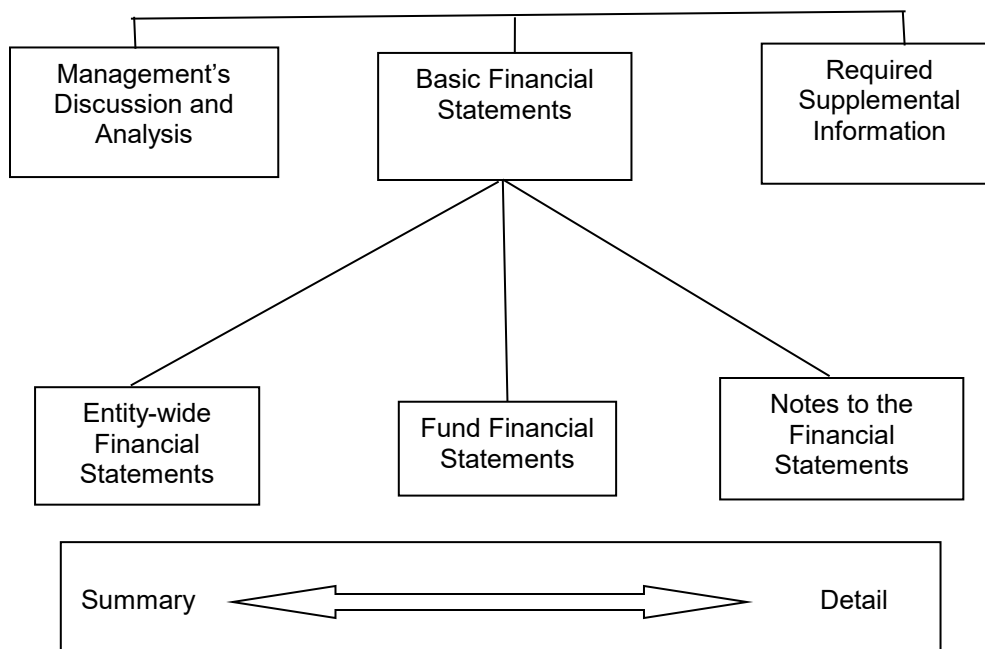 Management’s
Discussion and
Analysis
Basic Financial
Statements
Required
Supplemental
Information
Entity-wide
Financial
Statements
Fund Financial
Statements
Notes to the
Financial
Statements
Summary
Detail